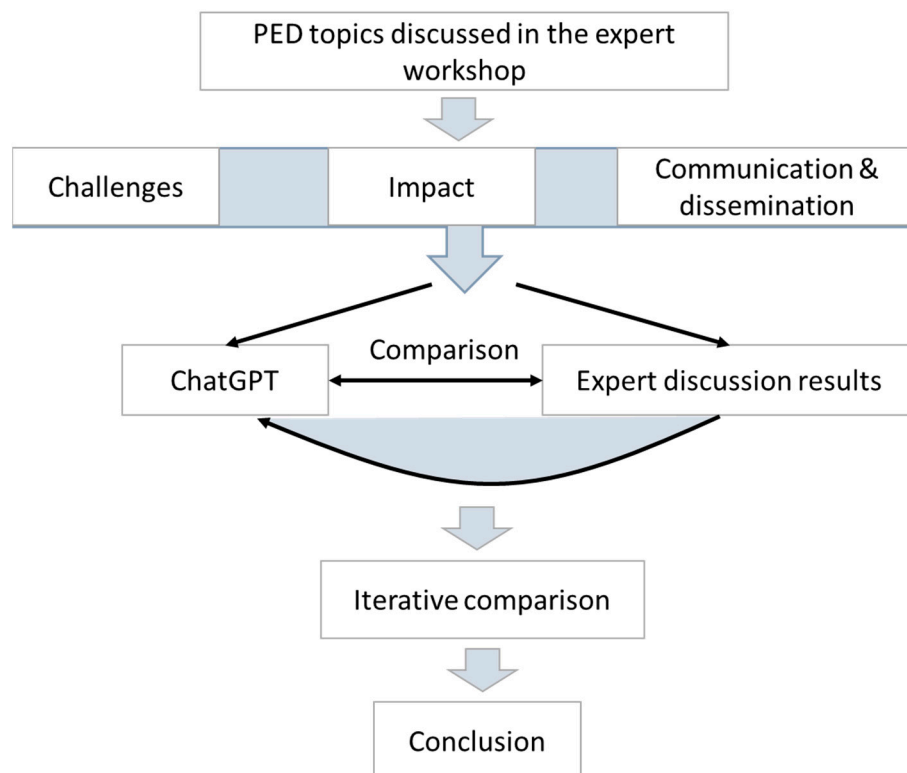 PED topics discussed in the expert
workshop
Challenges
Impact
Communication &
dissemination
Comparison
ChatGPT
Expert discussion results
Iterative comparison
Conclusion